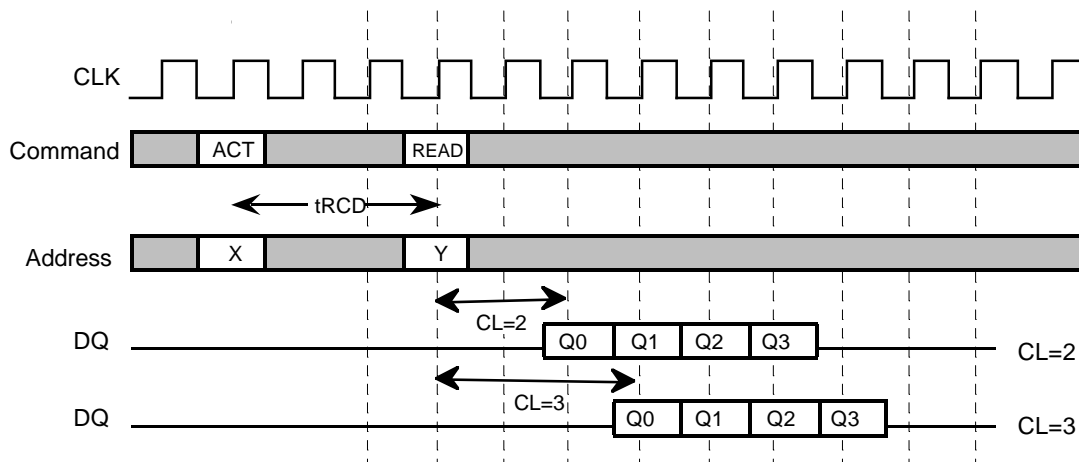 CLK
Command ACT READ
tRCD
Address X Y
CL=2
DQ Q0 Q1 Q2 Q3 CL=2
CL=3
DQ Q0 Q1 Q2 Q3 CL=3